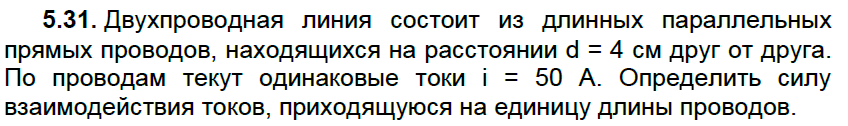 5.31. Двухпроводная линия состоит из длинных параллельных
прямых проводов, находящихся на расстоянии d = 4 см друг от друга.
По проводам текут одинаковые токи i = 50 А. Определить силу
взаимодействия токов, приходящуюся на единицу длины проводов.